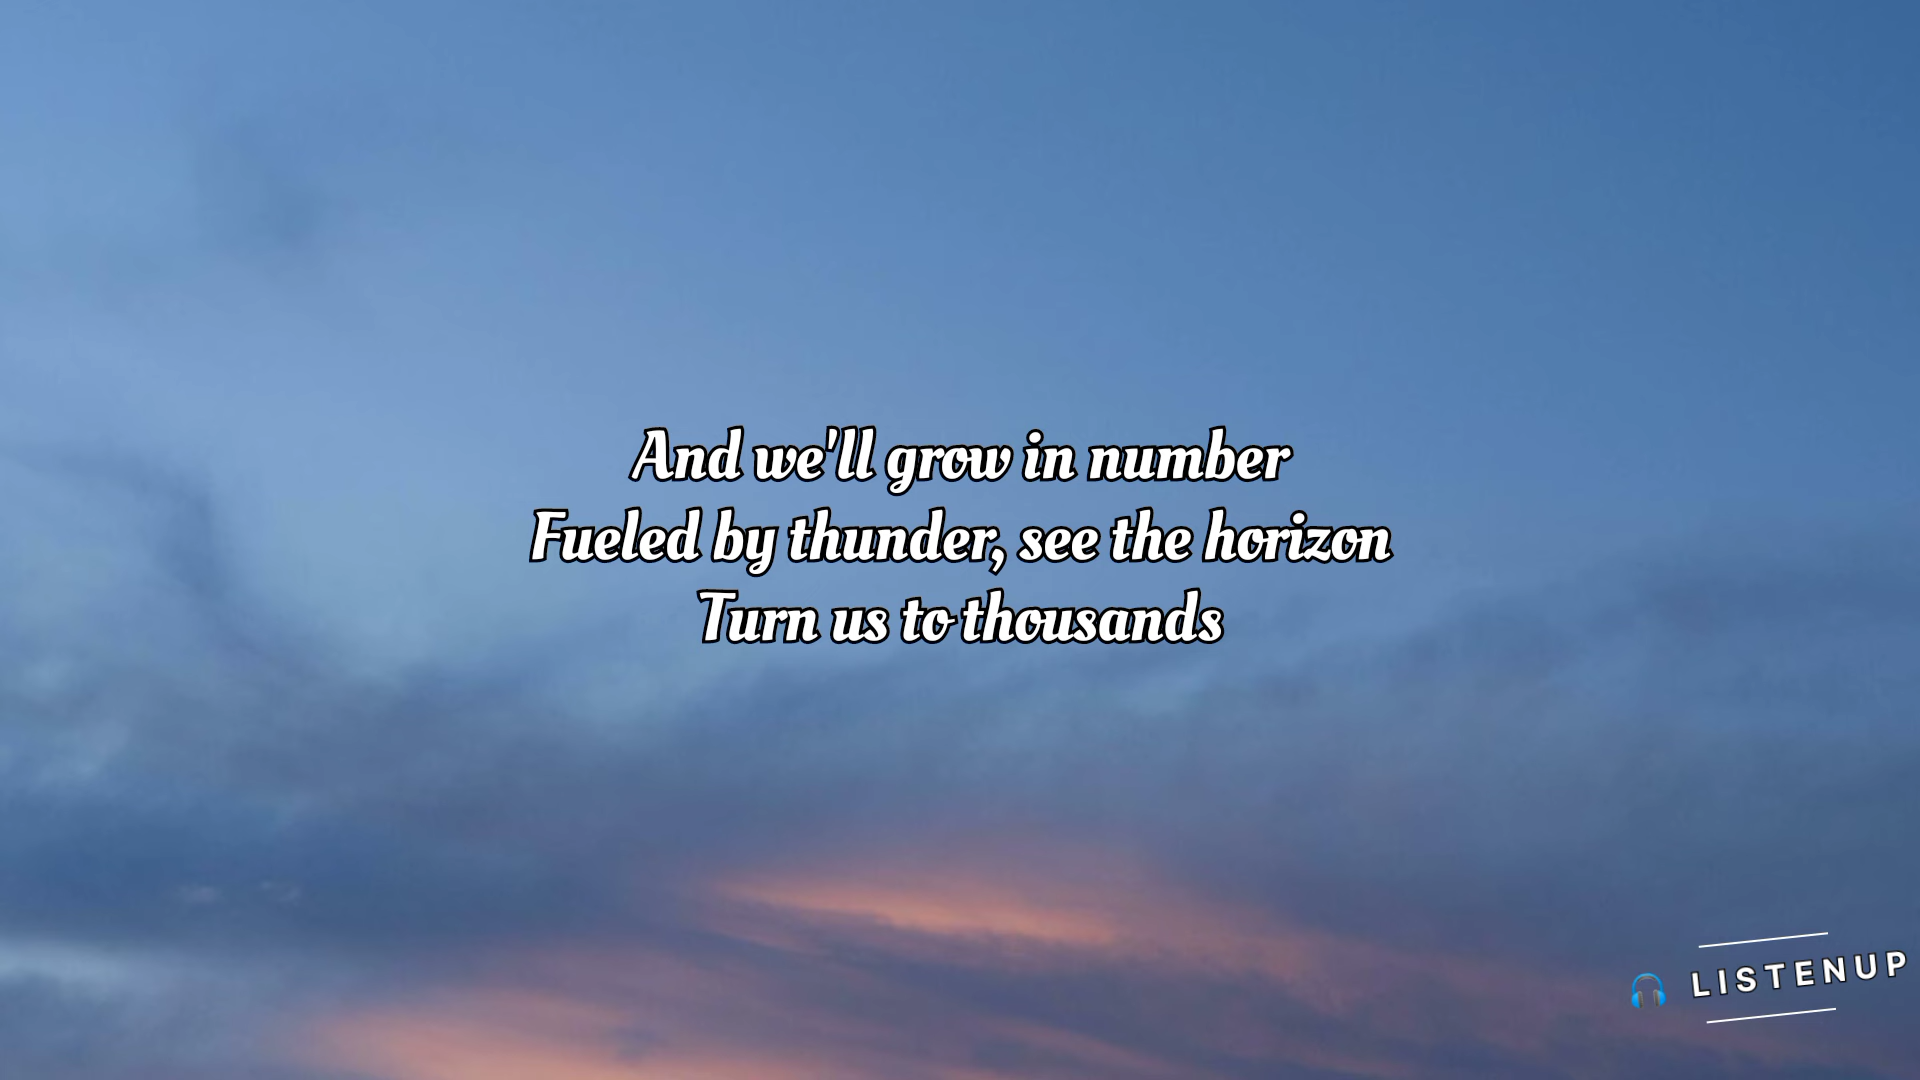 And we'll grow in number
Fueled by thunder, see the horizon
Turn us to thousands
LISTENUP